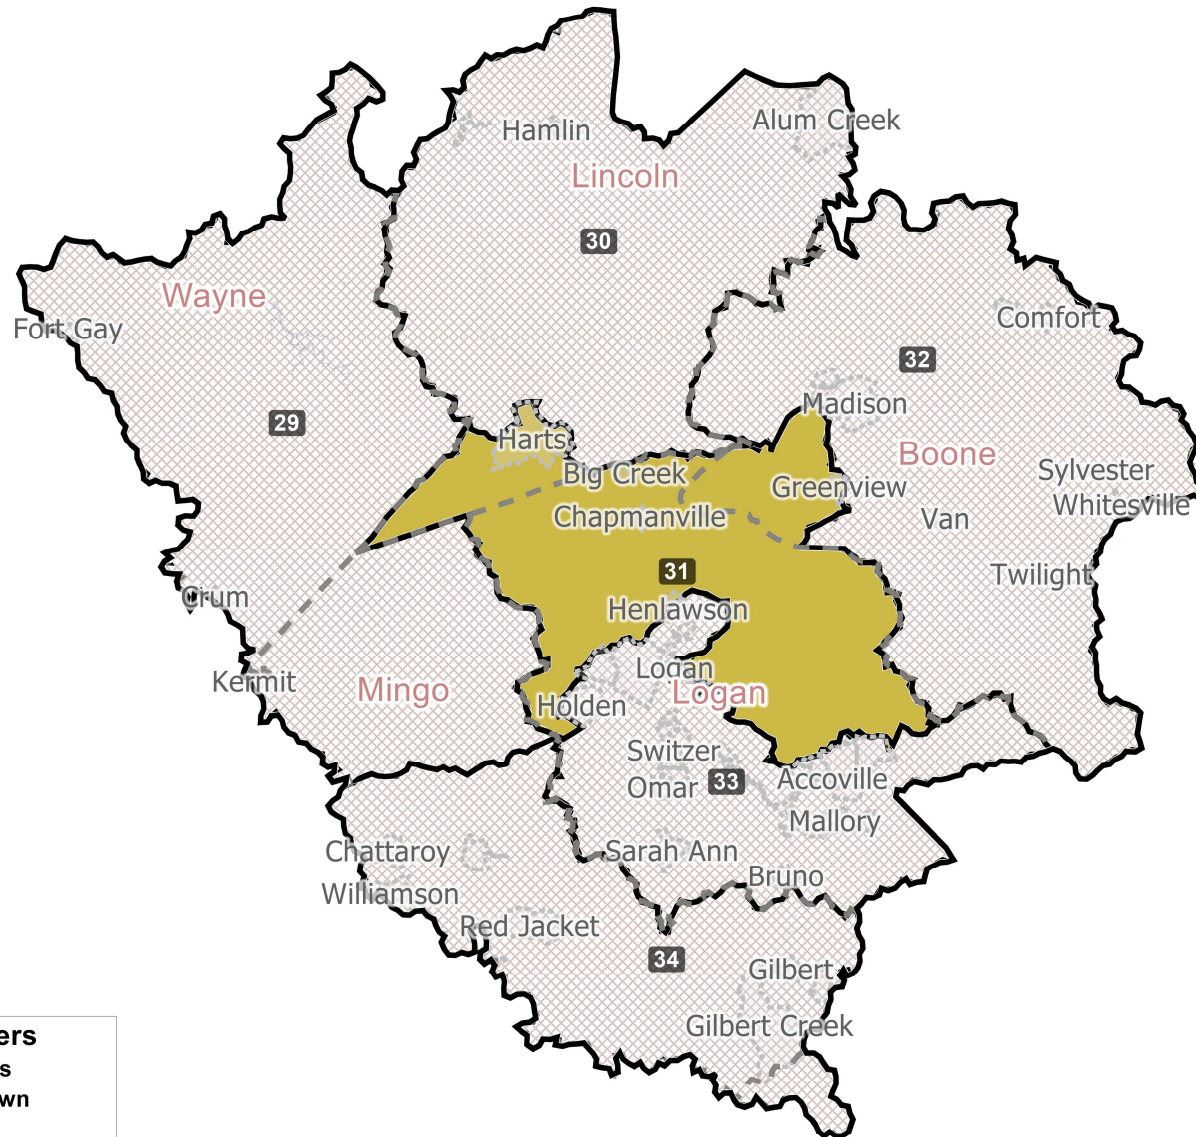 Hamlin
Alum Creek
Lincoln
30
Wayne
Fort Gay
Comfort
32
Madison
29
Harts
Boone
Big Creek
Sylvester
Greenview
Whitesville
Chapmanville
Van
31
Twilight
Crum
Henlawson
Logan
Kermit
Mingo
Logan
Holden
Switzer
Omar
33
Accoville
Mallory
Chattaroy
Sarah Ann
Bruno
Williamson
Red Jacket
34
Gilbert
Gilbert Creek
ers
s
wn